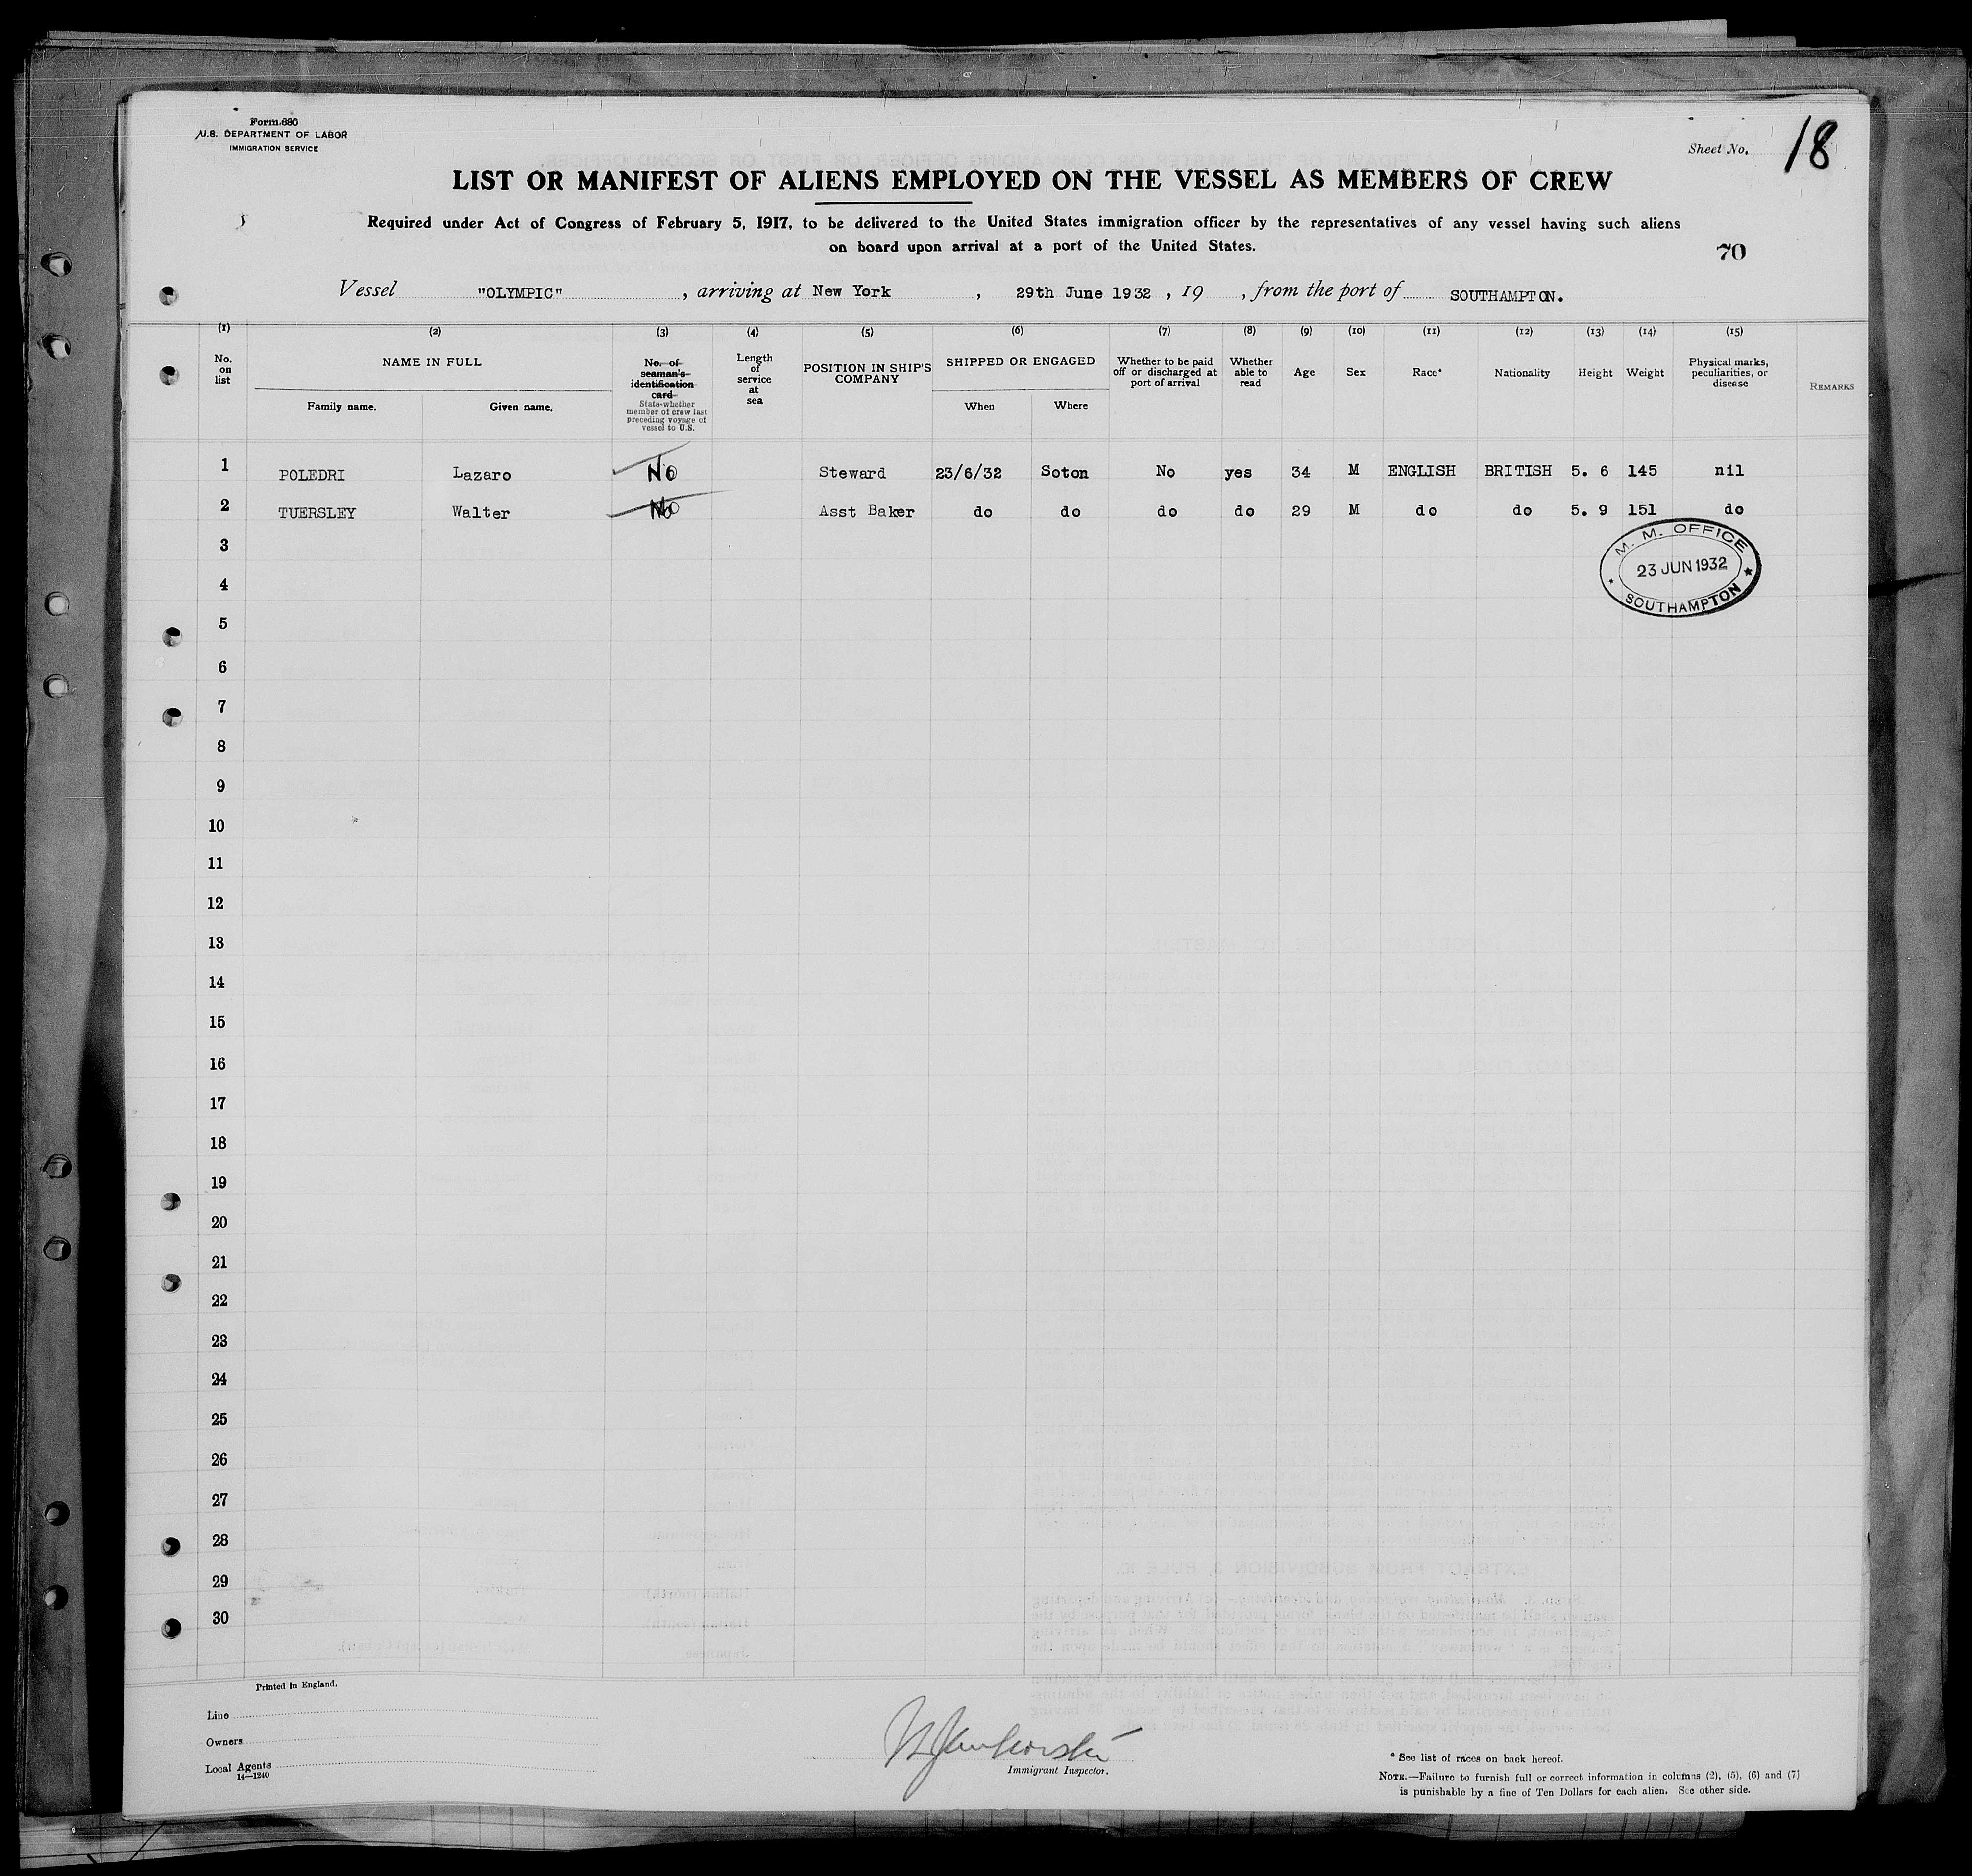 Form 680
U.S. DEPARTMENT OF LABOR
IMMIGRATION SERVICE
Sheet No. 18
LIST OR MANIFEST OF ALIENS EMPLOYED ON THE VESSEL AS MEMBERS OF CREW
Required under Act of Congress of February 5, 1917, to be delivered to the United States immigration officer by the representatives of any vessel having such aliens
on board upon arrival at a port of the United States.
70
Vessel "OLYMPIC", arriving at New York, 29th June 1932, 19 , from the port of SOUTHAMPTON.
(1) (2) (3) (4) (5) (6) (7) (8) (9) (10) (11) (12) (13) (14) (15)
No. on list
NAME IN FULL
Family name. Given name.
No. of seaman's identification card
State whether member of crew last preceding voyage of vessel to U.S.
Length of service at sea
POSITION IN SHIP'S COMPANY
SHIPPED OR ENGAGED
When Where
Whether to be paid off or discharged at port of arrival
Whether able to read
Age
Sex
Race*
Nationality
Height
Weight
Physical marks, peculiarities, or disease
REMARKS
1 POLEDRI Lazaro No Steward 23/6/32 Soton No yes 34 M ENGLISH BRITISH 5. 6 145 nil
2 TUERSLEY Walter No Asst Baker do do do do 29 M do do 5. 9 151 do
3
M. M. OFFICE
23 JUN 1932
SOUTHAMPTON
4
5
6
7
8
9
10
11
12
13
14
15
16
17
18
19
20
21
22
23
24
25
26
27
28
29
30
Printed in England.
Line
Owners
Local Agents
14—1240
Immigrant Inspector.
* See list of races on back hereof.
NOTE.—Failure to furnish full or correct information in columns (2), (5), (6) and (7)
is punishable by a fine of Ten Dollars for each alien. See other side.